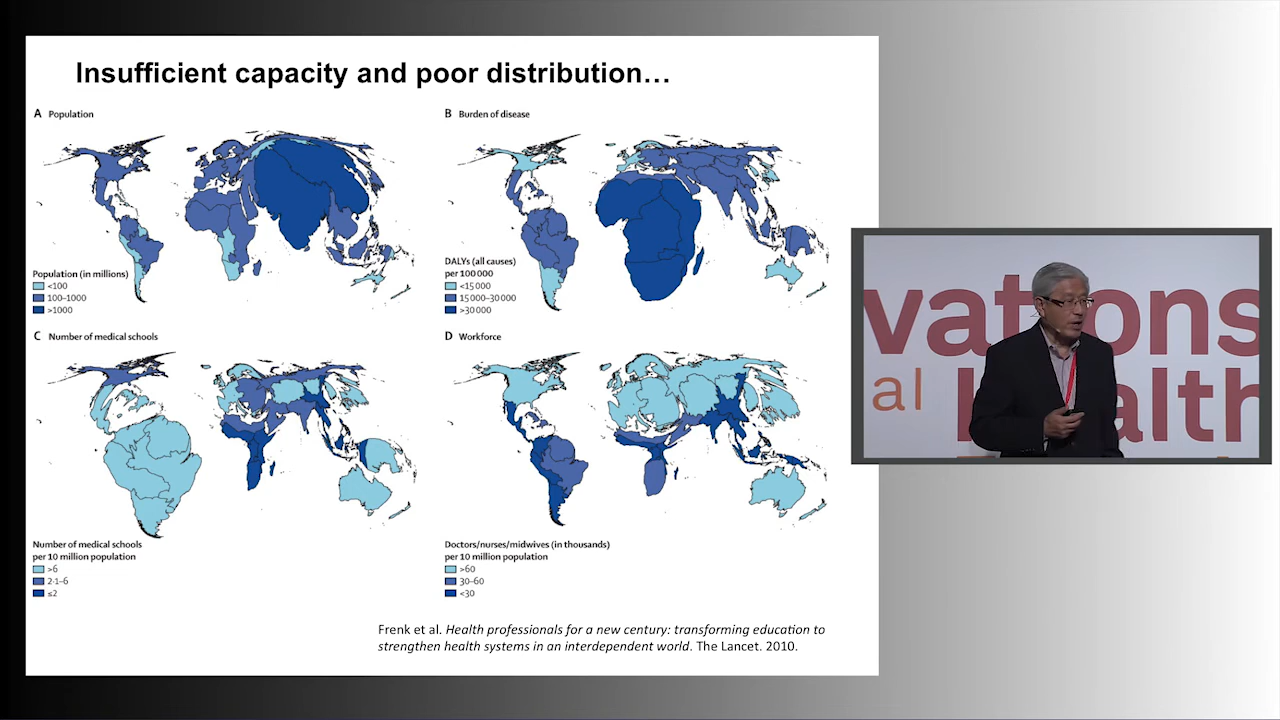 Insufficient capacity and poor distribution…
A Population
Population (in millions)
<100
100–1000
>1000
B Burden of disease
DALYs (all causes)
per 100 000
<15 000
15 000–30 000
>30 000
C Number of medical schools
Number of medical schools
per 10 million population
>6
2·1–6
≤2
D Workforce
Doctors/nurses/midwives (in thousands)
per 10 million population
>60
30–60
<30
Frenk et al. Health professionals for a new century: transforming education to
strengthen health systems in an interdependent world. The Lancet. 2010.
vations
al health